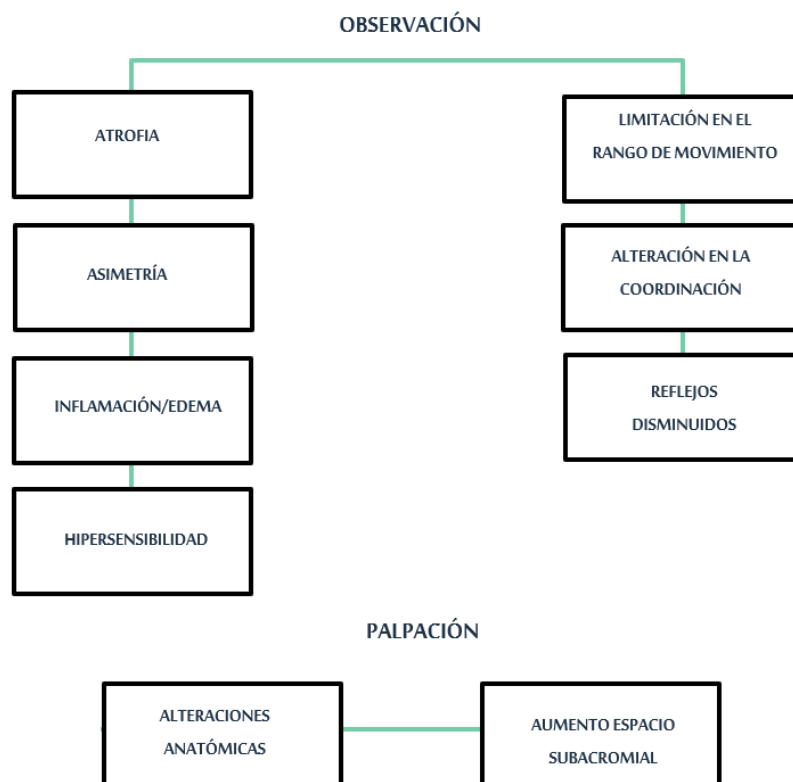 OBSERVACIÓN
ATROFIA
ASIMETRÍA
INFLAMACIÓN/EDEMA
HIPERSENSIBILIDAD
LIMITACIÓN EN EL
RANGO DE MOVIMIENTO
ALTERACIÓN EN LA
COORDINACIÓN
REFLEJOS
DISMINUIDOS
PALPACIÓN
ALTERACIONES
ANATÓMICAS
AUMENTO ESPACIO
SUBACROMIAL